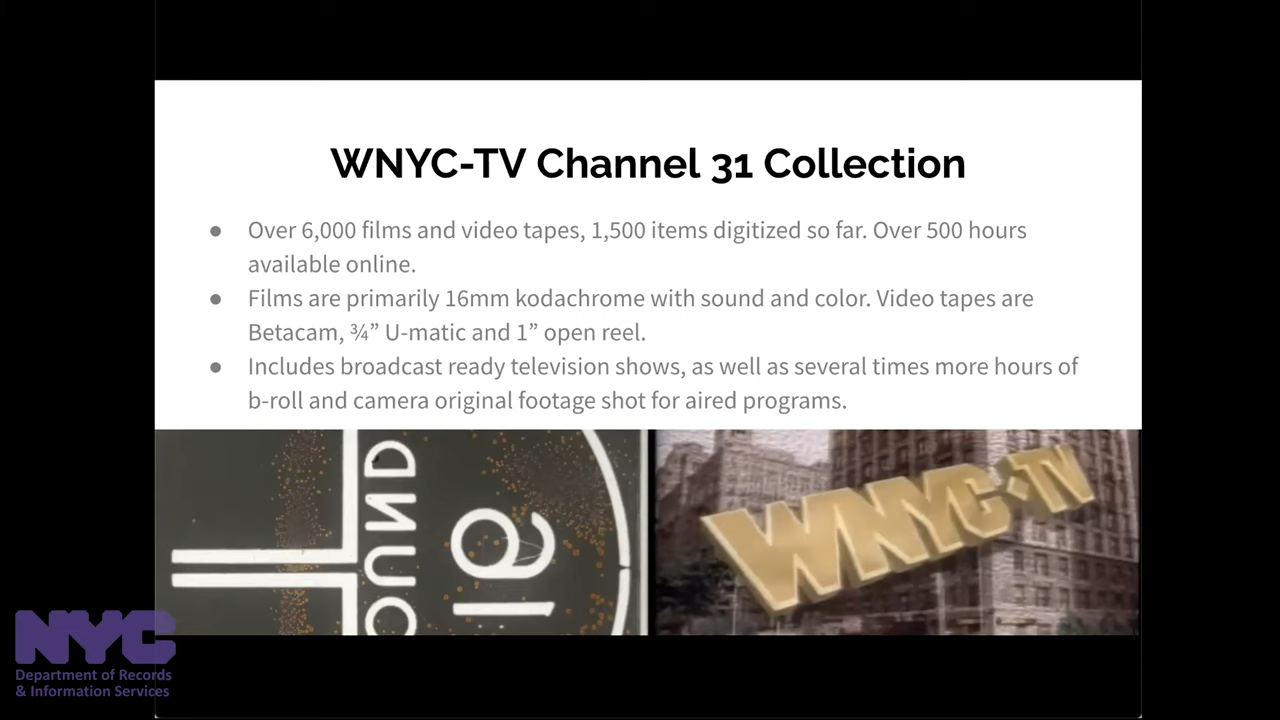 WNYC-TV Channel 31 Collection
● Over 6,000 films and video tapes, 1,500 items digitized so far. Over 500 hours
available online.
● Films are primarily 16mm kodachrome with sound and color. Video tapes are
Betacam, ¾” U-matic and 1” open reel.
● Includes broadcast ready television shows, as well as several times more hours of
b-roll and camera original footage shot for aired programs.
WNYC·TV
NYC
Department of Records
& Information Services